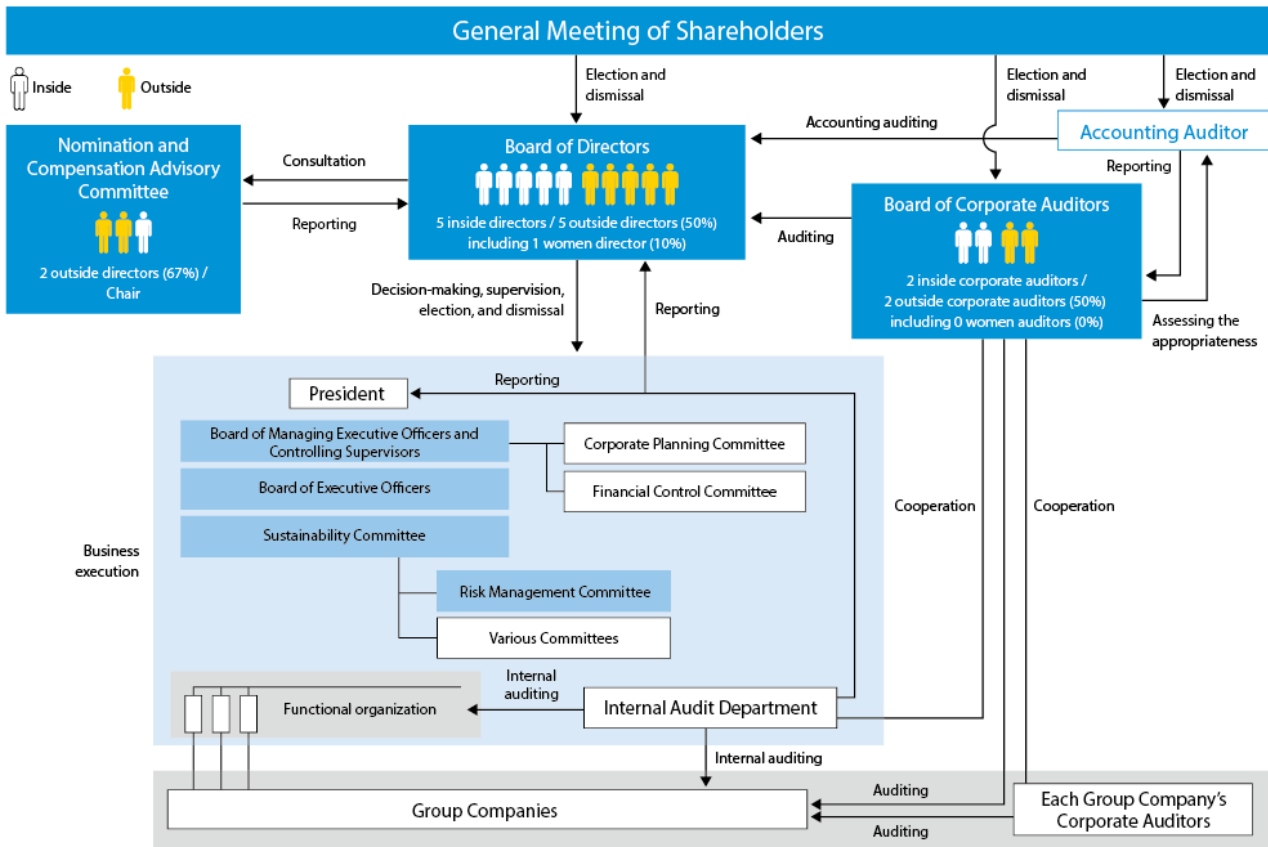 General Meeting of Shareholders
Inside
Outside
Election and
dismissal
Election and
dismissal
Election and
dismissal
Nomination and
Compensation Advisory
Committee
2 outside directors (67%) /
Chair
Consultation
Reporting
Board of Directors
5 inside directors / 5 outside directors (50%)
including 1 women director (10%)
Accounting auditing
Accounting Auditor
Reporting
Auditing
Board of Corporate Auditors
2 inside corporate auditors /
2 outside corporate auditors (50%)
including 0 women auditors (0%)
Assessing the
appropriateness
Decision-making, supervision,
election, and dismissal
Reporting
Business
execution
President
Reporting
Board of Managing Executive Officers and
Controlling Supervisors
Corporate Planning Committee
Board of Executive Officers
Financial Control Committee
Sustainability Committee
Risk Management Committee
Various Committees
Cooperation
Cooperation
Functional organization
Internal
auditing
Internal Audit Department
Internal auditing
Group Companies
Auditing
Auditing
Each Group Company's
Corporate Auditors